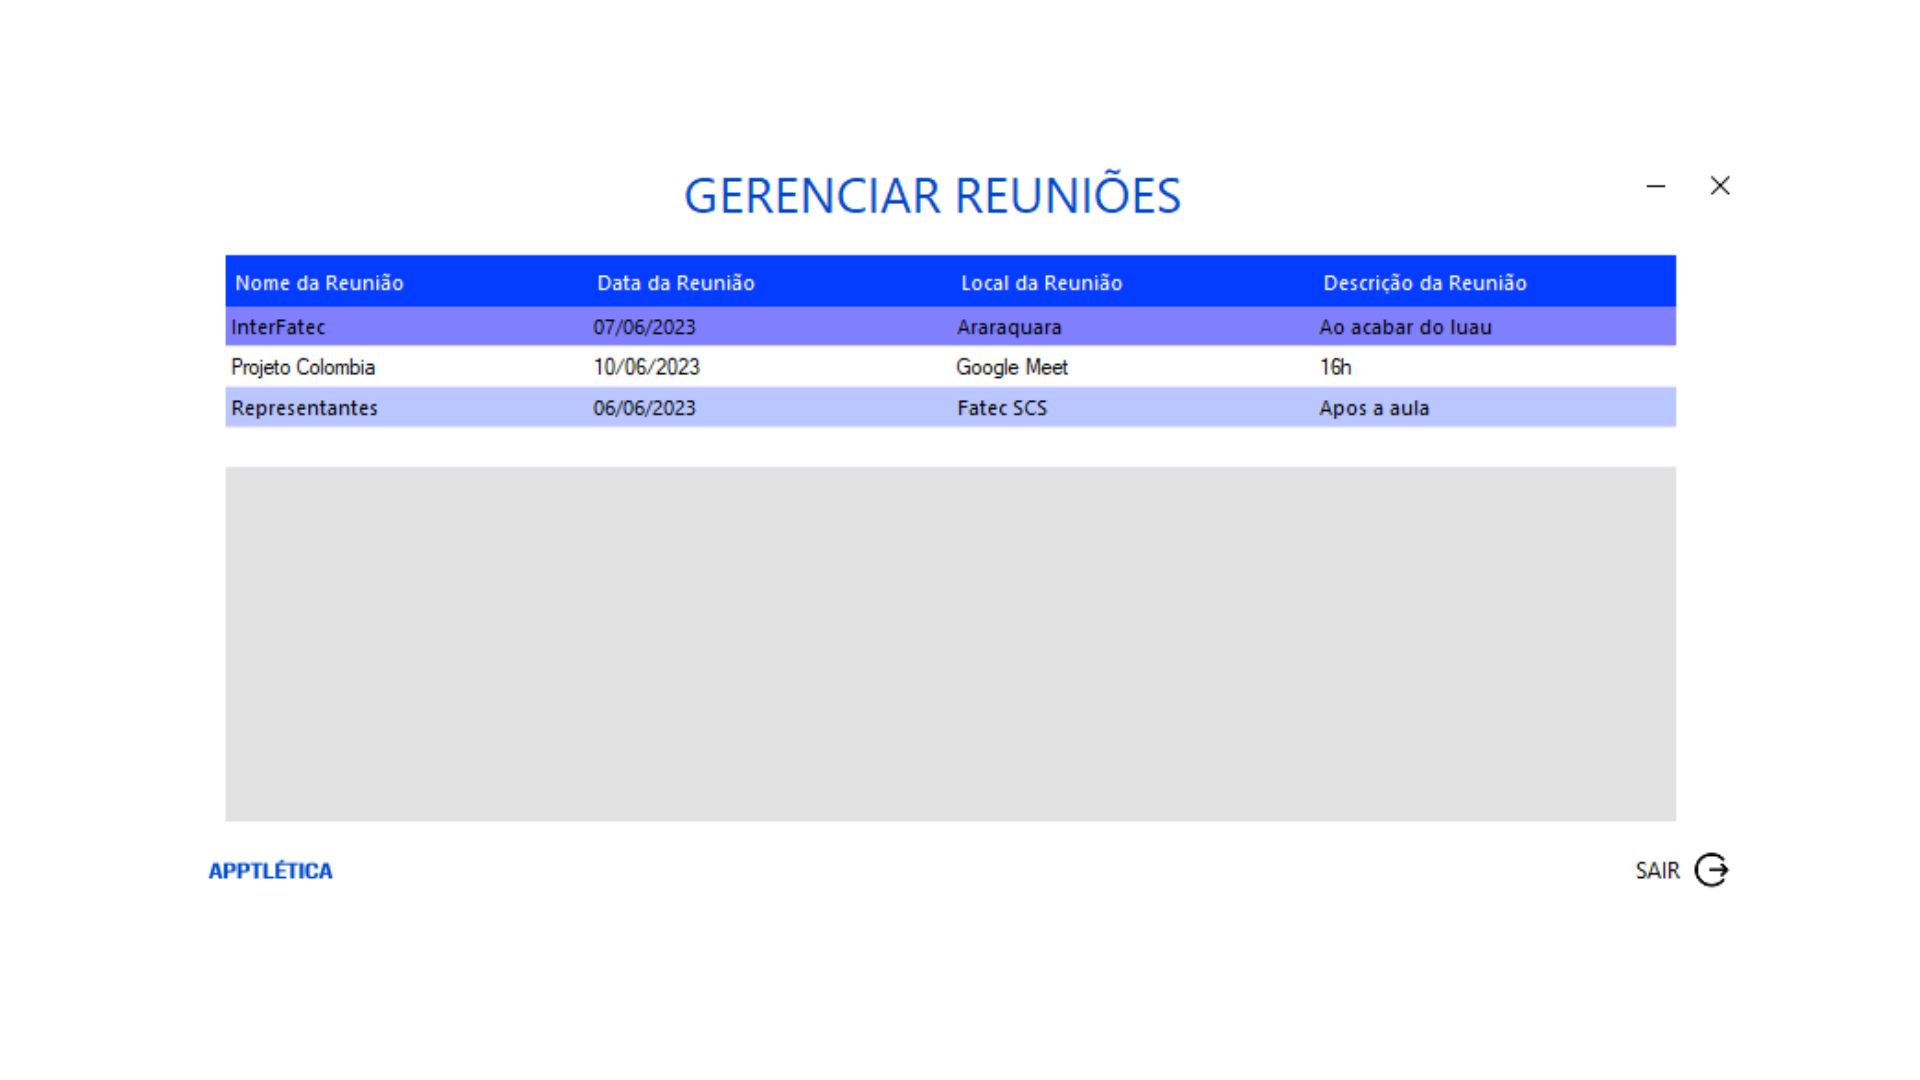 GERENCIAR REUNIÕES
Nome da Reunião Data da Reunião Local da Reunião Descrição da Reunião
InterFatec 07/06/2023 Araraquara Ao acabar do luau
Projeto Colombia 10/06/2023 Google Meet 16h
Representantes 06/06/2023 Fatec SCS Apos a aula
APPTLÉTICA SAIR